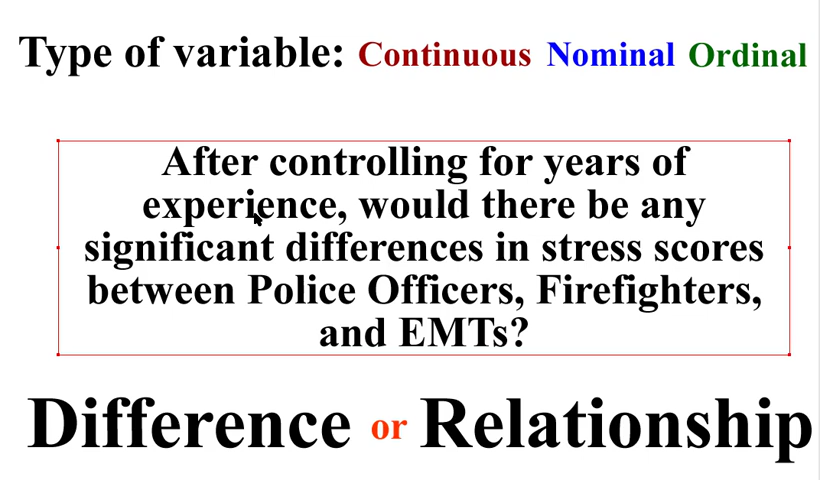 Type of variable: Continuous Nominal Ordinal
After controlling for years of
experience, would there be any
significant differences in stress scores
between Police Officers, Firefighters,
and EMTs?
Difference or Relationship